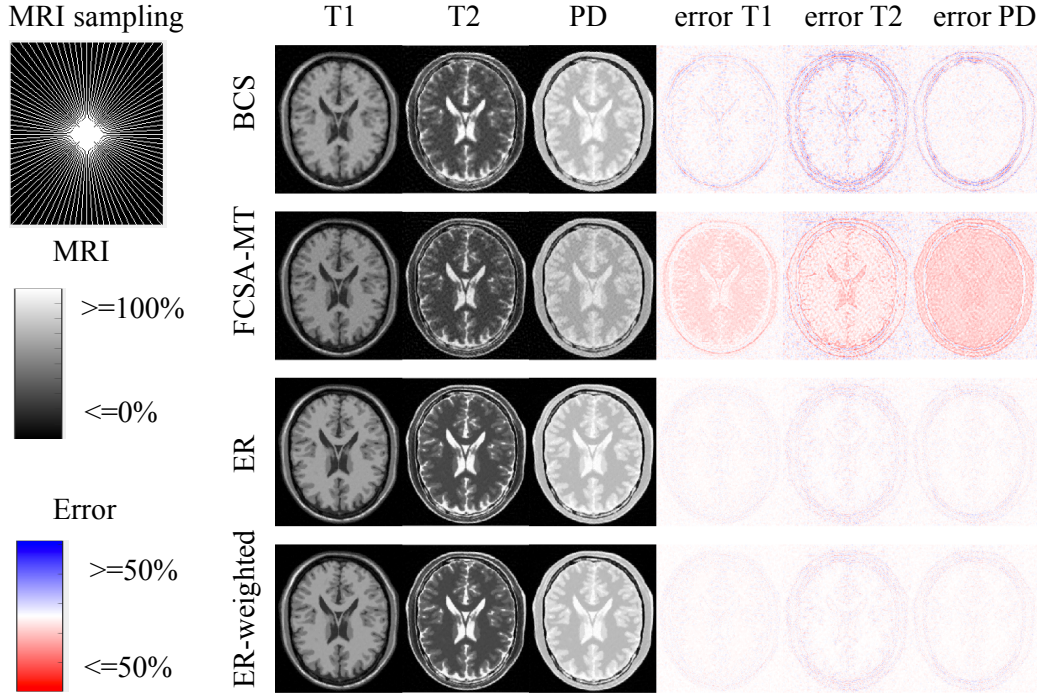 MRI sampling
T1 T2 PD error T1 error T2 error PD
BCS
FCSA-MT
ER
ER-weighted
MRI
>=100%
<=0%
Error
>=50%
<=50%